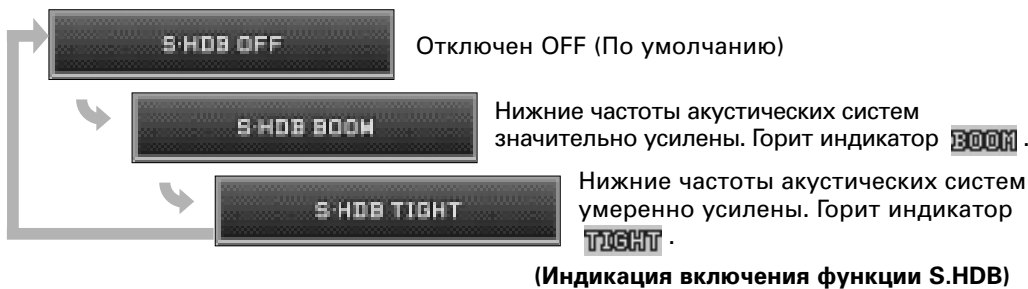 S·HDB OFF
Отключен OFF (По умолчанию)
S·HDB BOOM
Нижние частоты акустических систем
значительно усилены. Горит индикатор BOOM .
S·HDB TIGHT
Нижние частоты акустических систем
умеренно усилены. Горит индикатор
TIGHT .
(Индикация включения функции S.HDB)